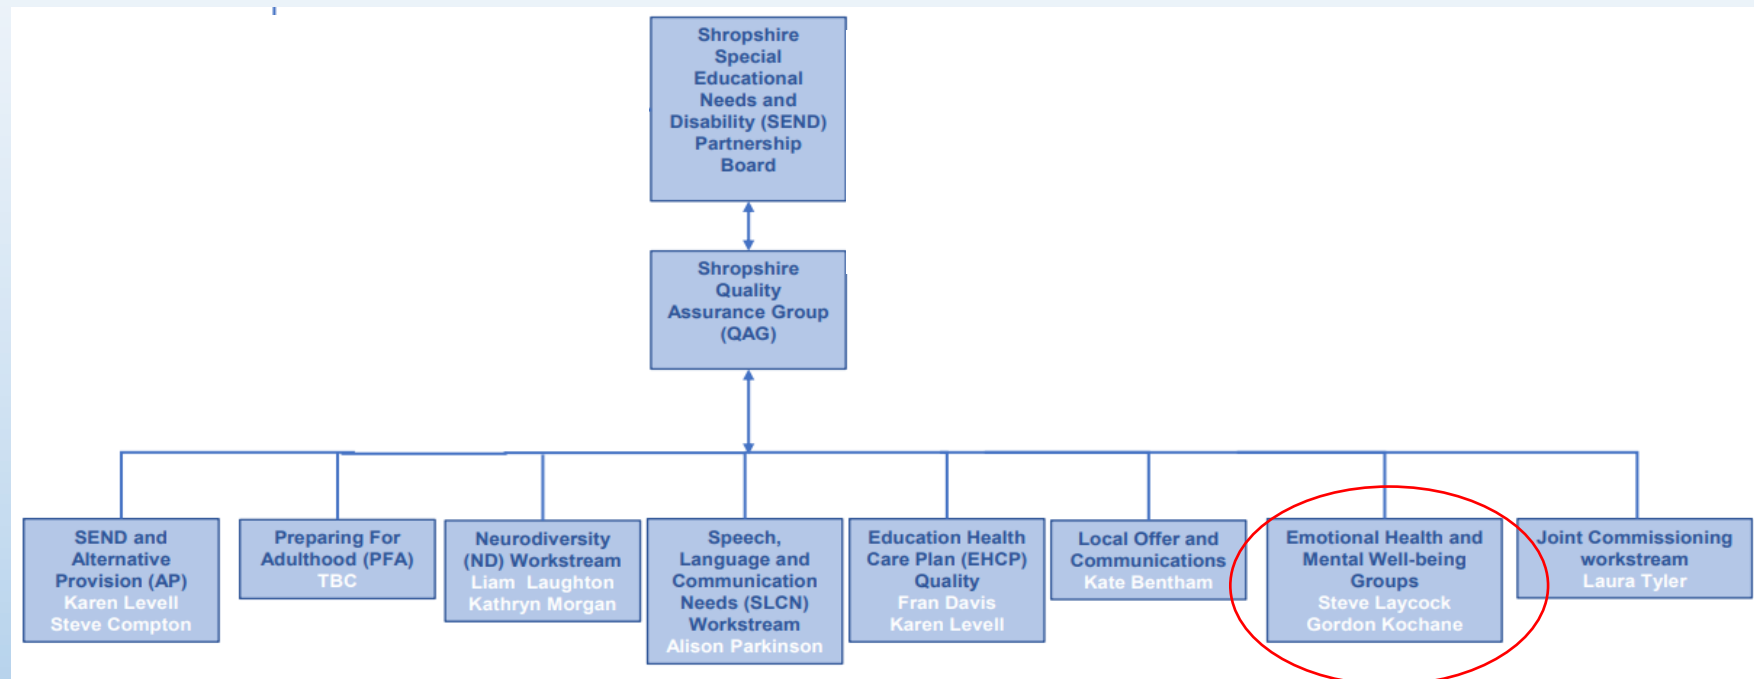 Shropshire
Special
Educational
Needs and
Disability (SEND)
Partnership
Board
Shropshire
Quality
Assurance Group
(QAG)
SEND and
Alternative
Provision (AP)
Karen Levell
Steve Compton
Preparing For
Adulthood (PFA)
TBC
Neurodiversity
(ND) Workstream
Liam Laughton
Kathryn Morgan
Speech,
Language and
Communication
Needs (SLCN)
Workstream
Alison Parkinson
Education Health
Care Plan (EHCP)
Quality
Fran Davis
Karen Levell
Local Offer and
Communications
Kate Bentham
Emotional Health and
Mental Well-being
Groups
Steve Laycock
Gordon Kochane
Joint Commissioning
workstream
Laura Tyler